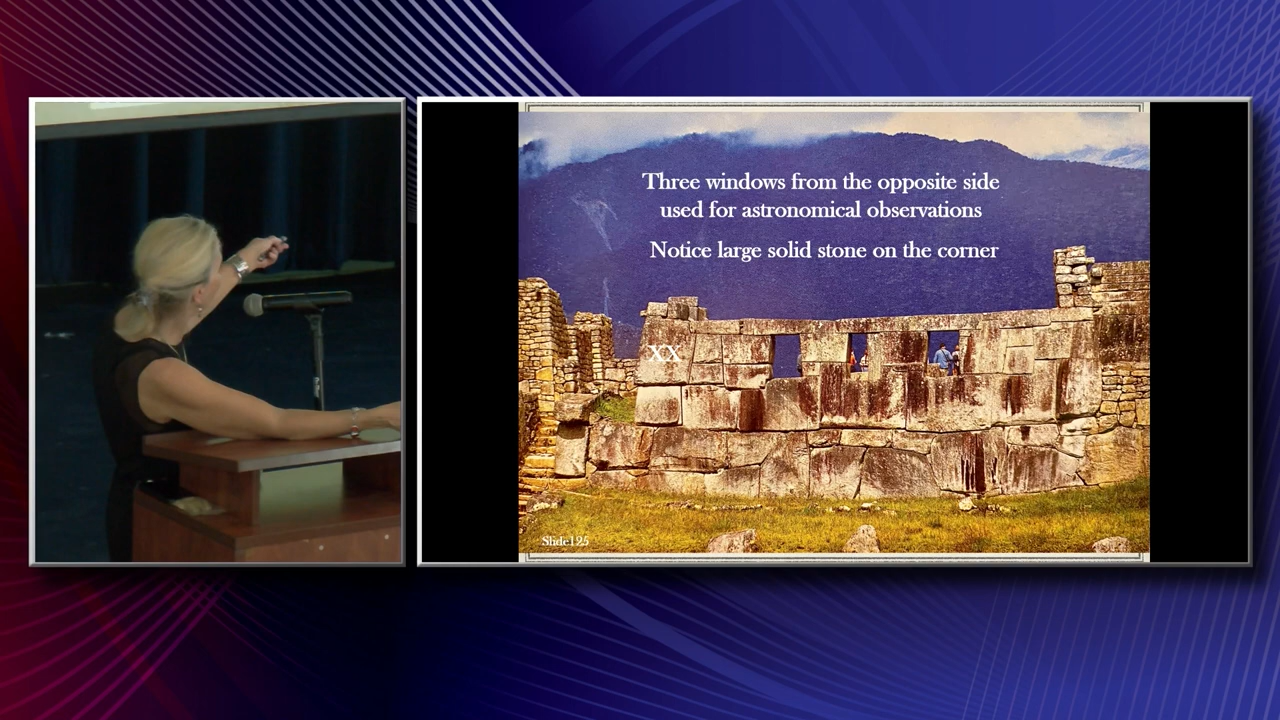 Three windows from the opposite side
used for astronomical observations
Notice large solid stone on the corner
XX
Slide125